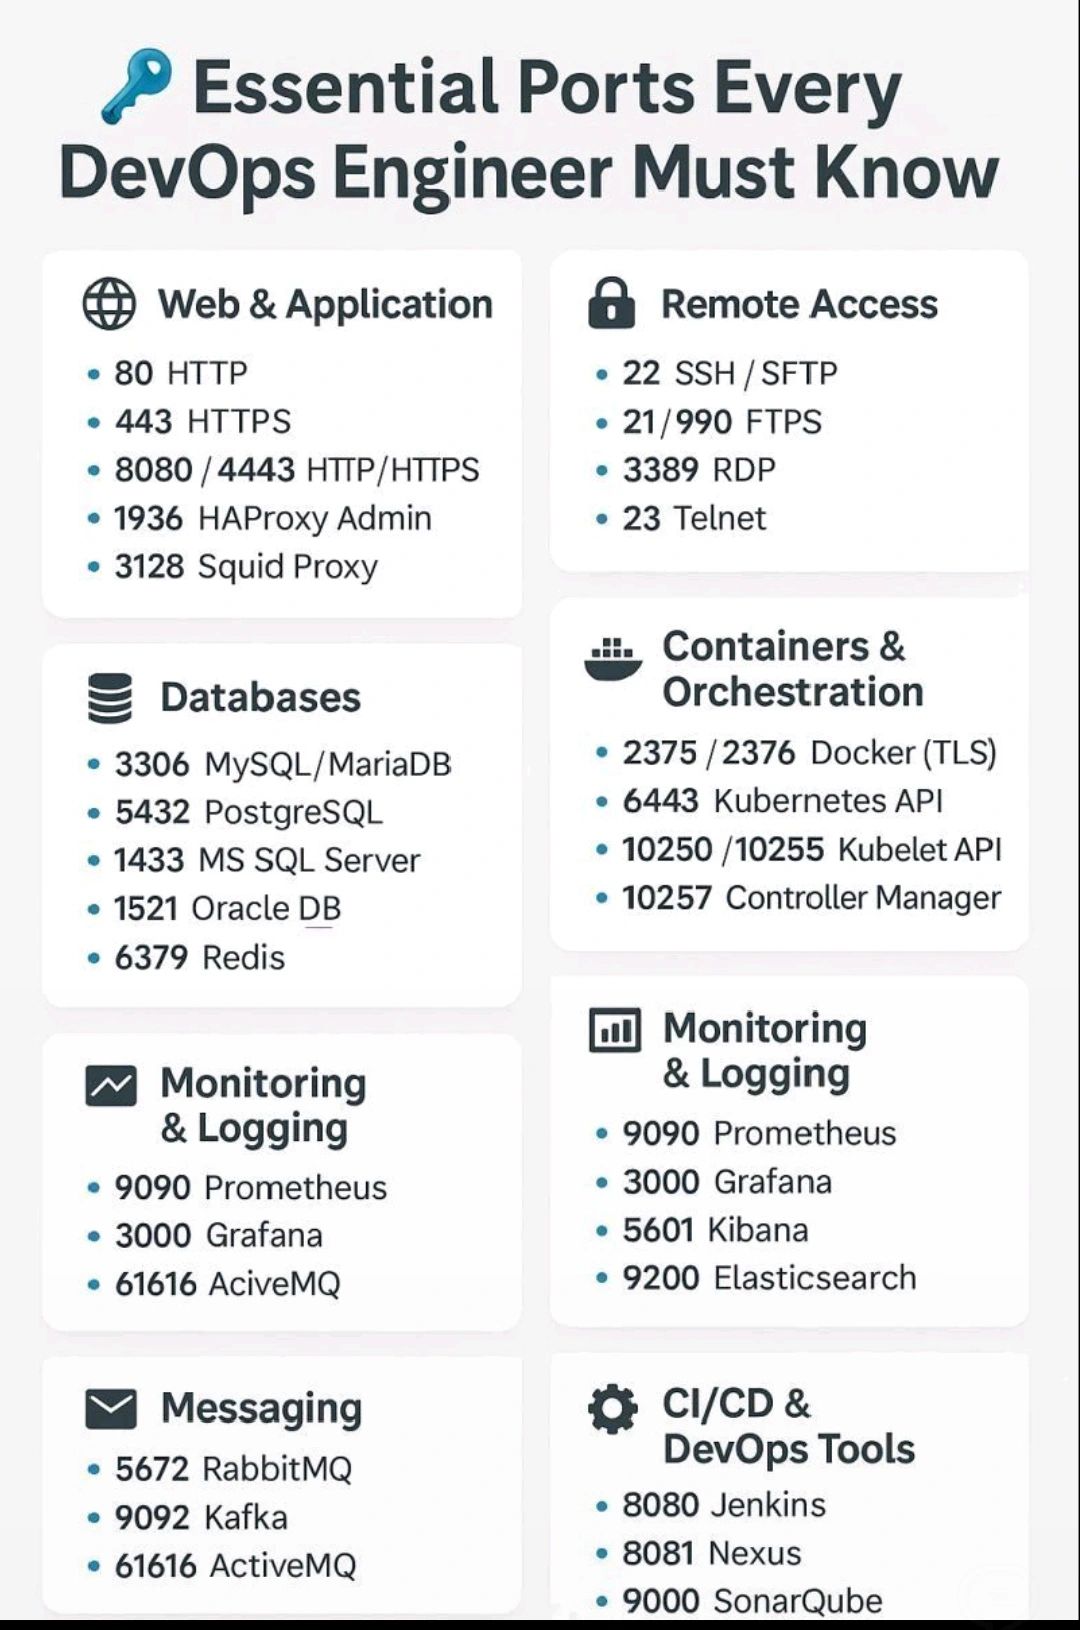 Essential Ports Every
DevOps Engineer Must Know
Web & Application
• 80 HTTP
• 443 HTTPS
• 8080 / 4443 HTTP/HTTPS
• 1936 HAProxy Admin
• 3128 Squid Proxy
Remote Access
• 22 SSH / SFTP
• 21/990 FTPS
• 3389 RDP
• 23 Telnet
Databases
• 3306 MySQL/MariaDB
• 5432 PostgreSQL
• 1433 MS SQL Server
• 1521 Oracle DB
• 6379 Redis
Containers &
Orchestration
• 2375 / 2376 Docker (TLS)
• 6443 Kubernetes API
• 10250 /10255 Kubelet API
• 10257 Controller Manager
Monitoring
& Logging
• 9090 Prometheus
• 3000 Grafana
• 61616 AciveMQ
Monitoring
& Logging
• 9090 Prometheus
• 3000 Grafana
• 5601 Kibana
• 9200 Elasticsearch
Messaging
• 5672 RabbitMQ
• 9092 Kafka
• 61616 ActiveMQ
CI/CD &
DevOps Tools
• 8080 Jenkins
• 8081 Nexus
• 9000 SonarQube